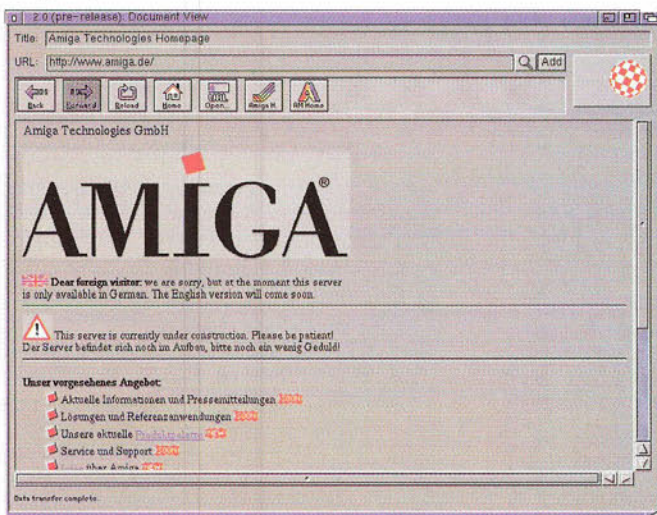 2.0 (pre-release): Document View
Title: Amiga Technologies Homepage
URL: http://www.amiga.de/ Add
Back Forward Reload Home Open... Amiga H. AM Home
Amiga Technologies GmbH
AMIGA®
Dear foreign visitor: we are sorry, but at the moment this server
is only available in German. The English version will come soon.
This server is currently under construction. Please be patient!
Der Server befindet sich noch im Aufbau, bitte noch ein wenig Geduld!
Unser vorgesehenes Angebot:
Aktuelle Informationen und Pressemitteilungen
Lösungen und Referenzanwendungen
Unsere aktuelle Produktpalette
Service und Support
über Amiga
Data transfer complete.